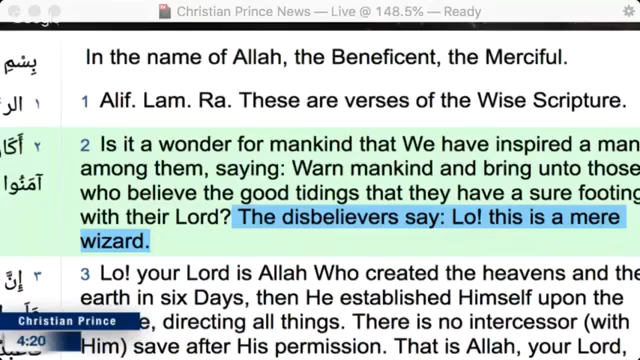 Christian Prince News — Live @ 148.5% — Ready
In the name of Allah, the Beneficent, the Merciful.
بِسْمِ
1 Alif. Lam. Ra. These are verses of the Wise Scripture.
١
2 Is it a wonder for mankind that We have inspired a man
among them, saying: Warn mankind and bring unto those
who believe the good tidings that they have a sure footing
with their Lord? The disbelievers say: Lo! this is a mere
wizard.
٢
آمَنُوا
3 Lo! your Lord is Allah Who created the heavens and the
earth in six Days, then He established Himself upon the
directing all things. There is no intercessor (with
Him) save after His permission. That is Allah, your Lord,
٣ إِنَّ
Christian Prince
4:20